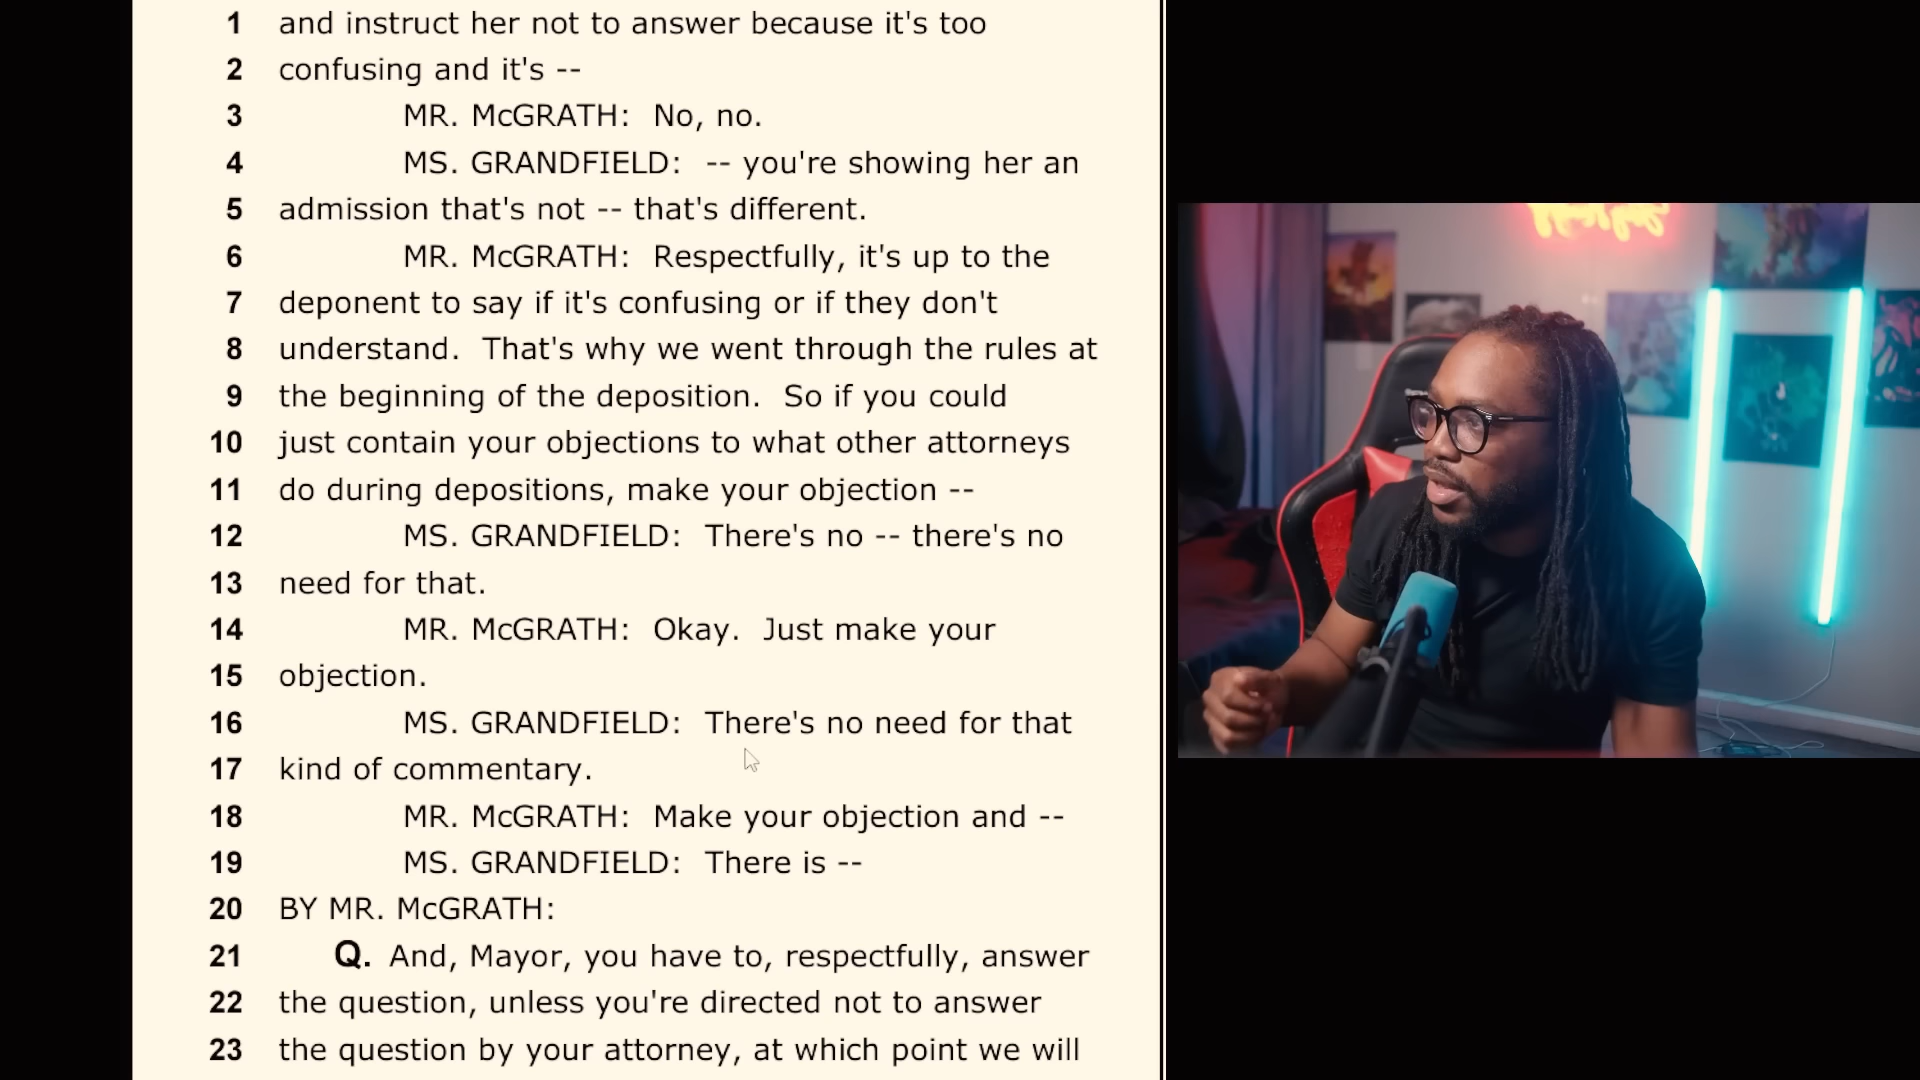 1 and instruct her not to answer because it's too
2 confusing and it's --
3 MR. McGRATH: No, no.
4 MS. GRANDFIELD: -- you're showing her an
5 admission that's not -- that's different.
6 MR. McGRATH: Respectfully, it's up to the
7 deponent to say if it's confusing or if they don't
8 understand. That's why we went through the rules at
9 the beginning of the deposition. So if you could
10 just contain your objections to what other attorneys
11 do during depositions, make your objection --
12 MS. GRANDFIELD: There's no -- there's no
13 need for that.
14 MR. McGRATH: Okay. Just make your
15 objection.
16 MS. GRANDFIELD: There's no need for that
17 kind of commentary.
18 MR. McGRATH: Make your objection and --
19 MS. GRANDFIELD: There is --
20 BY MR. McGRATH:
21 Q. And, Mayor, you have to, respectfully, answer
22 the question, unless you're directed not to answer
23 the question by your attorney, at which point we will